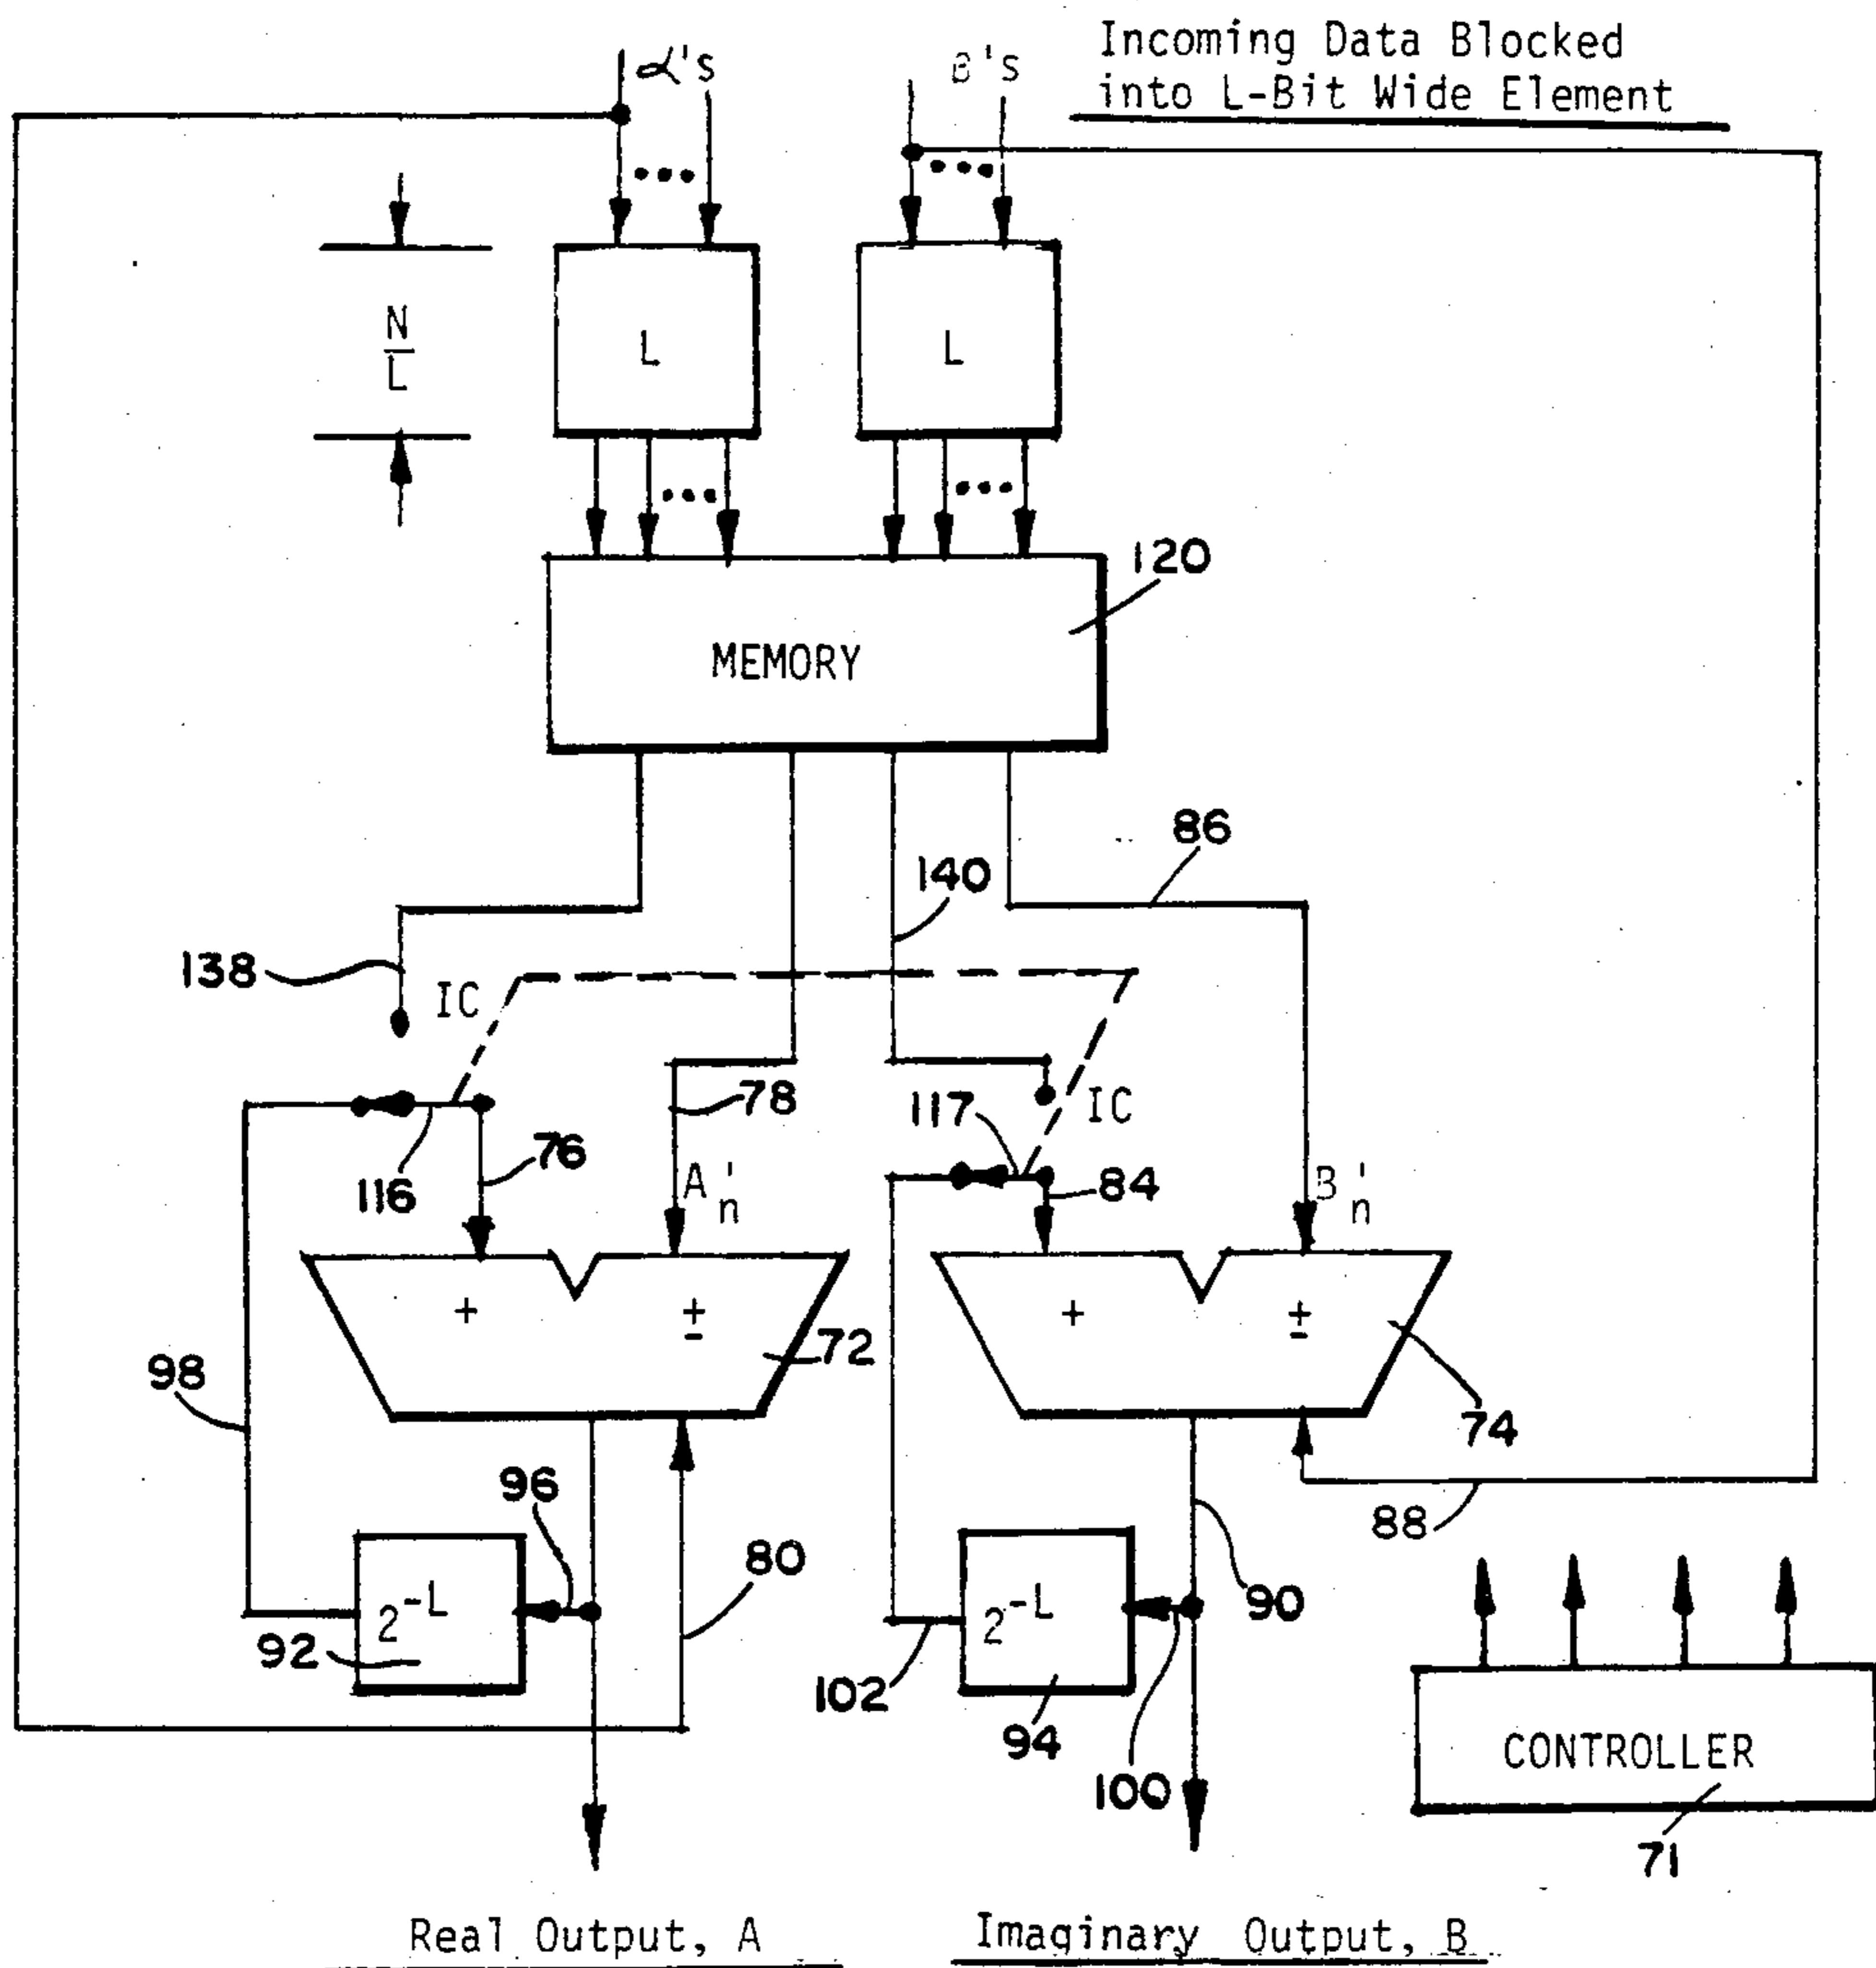 Incoming Data Blocked
into L-Bit Wide Element
α's
β's
N
L
L
L
120
MEMORY
86
140
138
IC
78
117
IC
76
116
A'n
84
B'n
+
±
72
+
±
74
98
96
80
88
2^-L
92
90
2^-L
102
94
100
CONTROLLER
71
Real Output, A
Imaginary Output, B